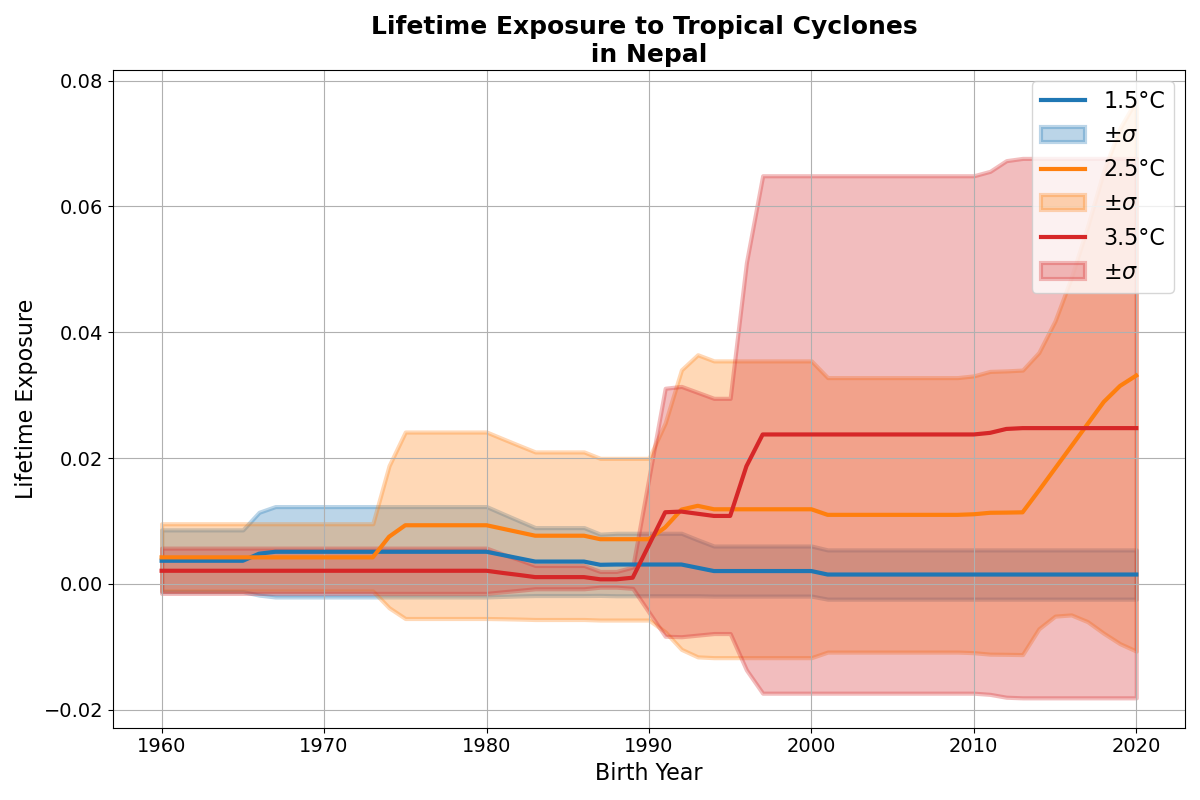 Lifetime Exposure to Tropical Cyclones
in Nepal
0.08
0.06
0.04
0.02
0.00
−0.02
Lifetime Exposure
1960
1970
1980
1990
2000
2010
2020
Birth Year
1.5°C
±σ
2.5°C
±σ
3.5°C
±σ